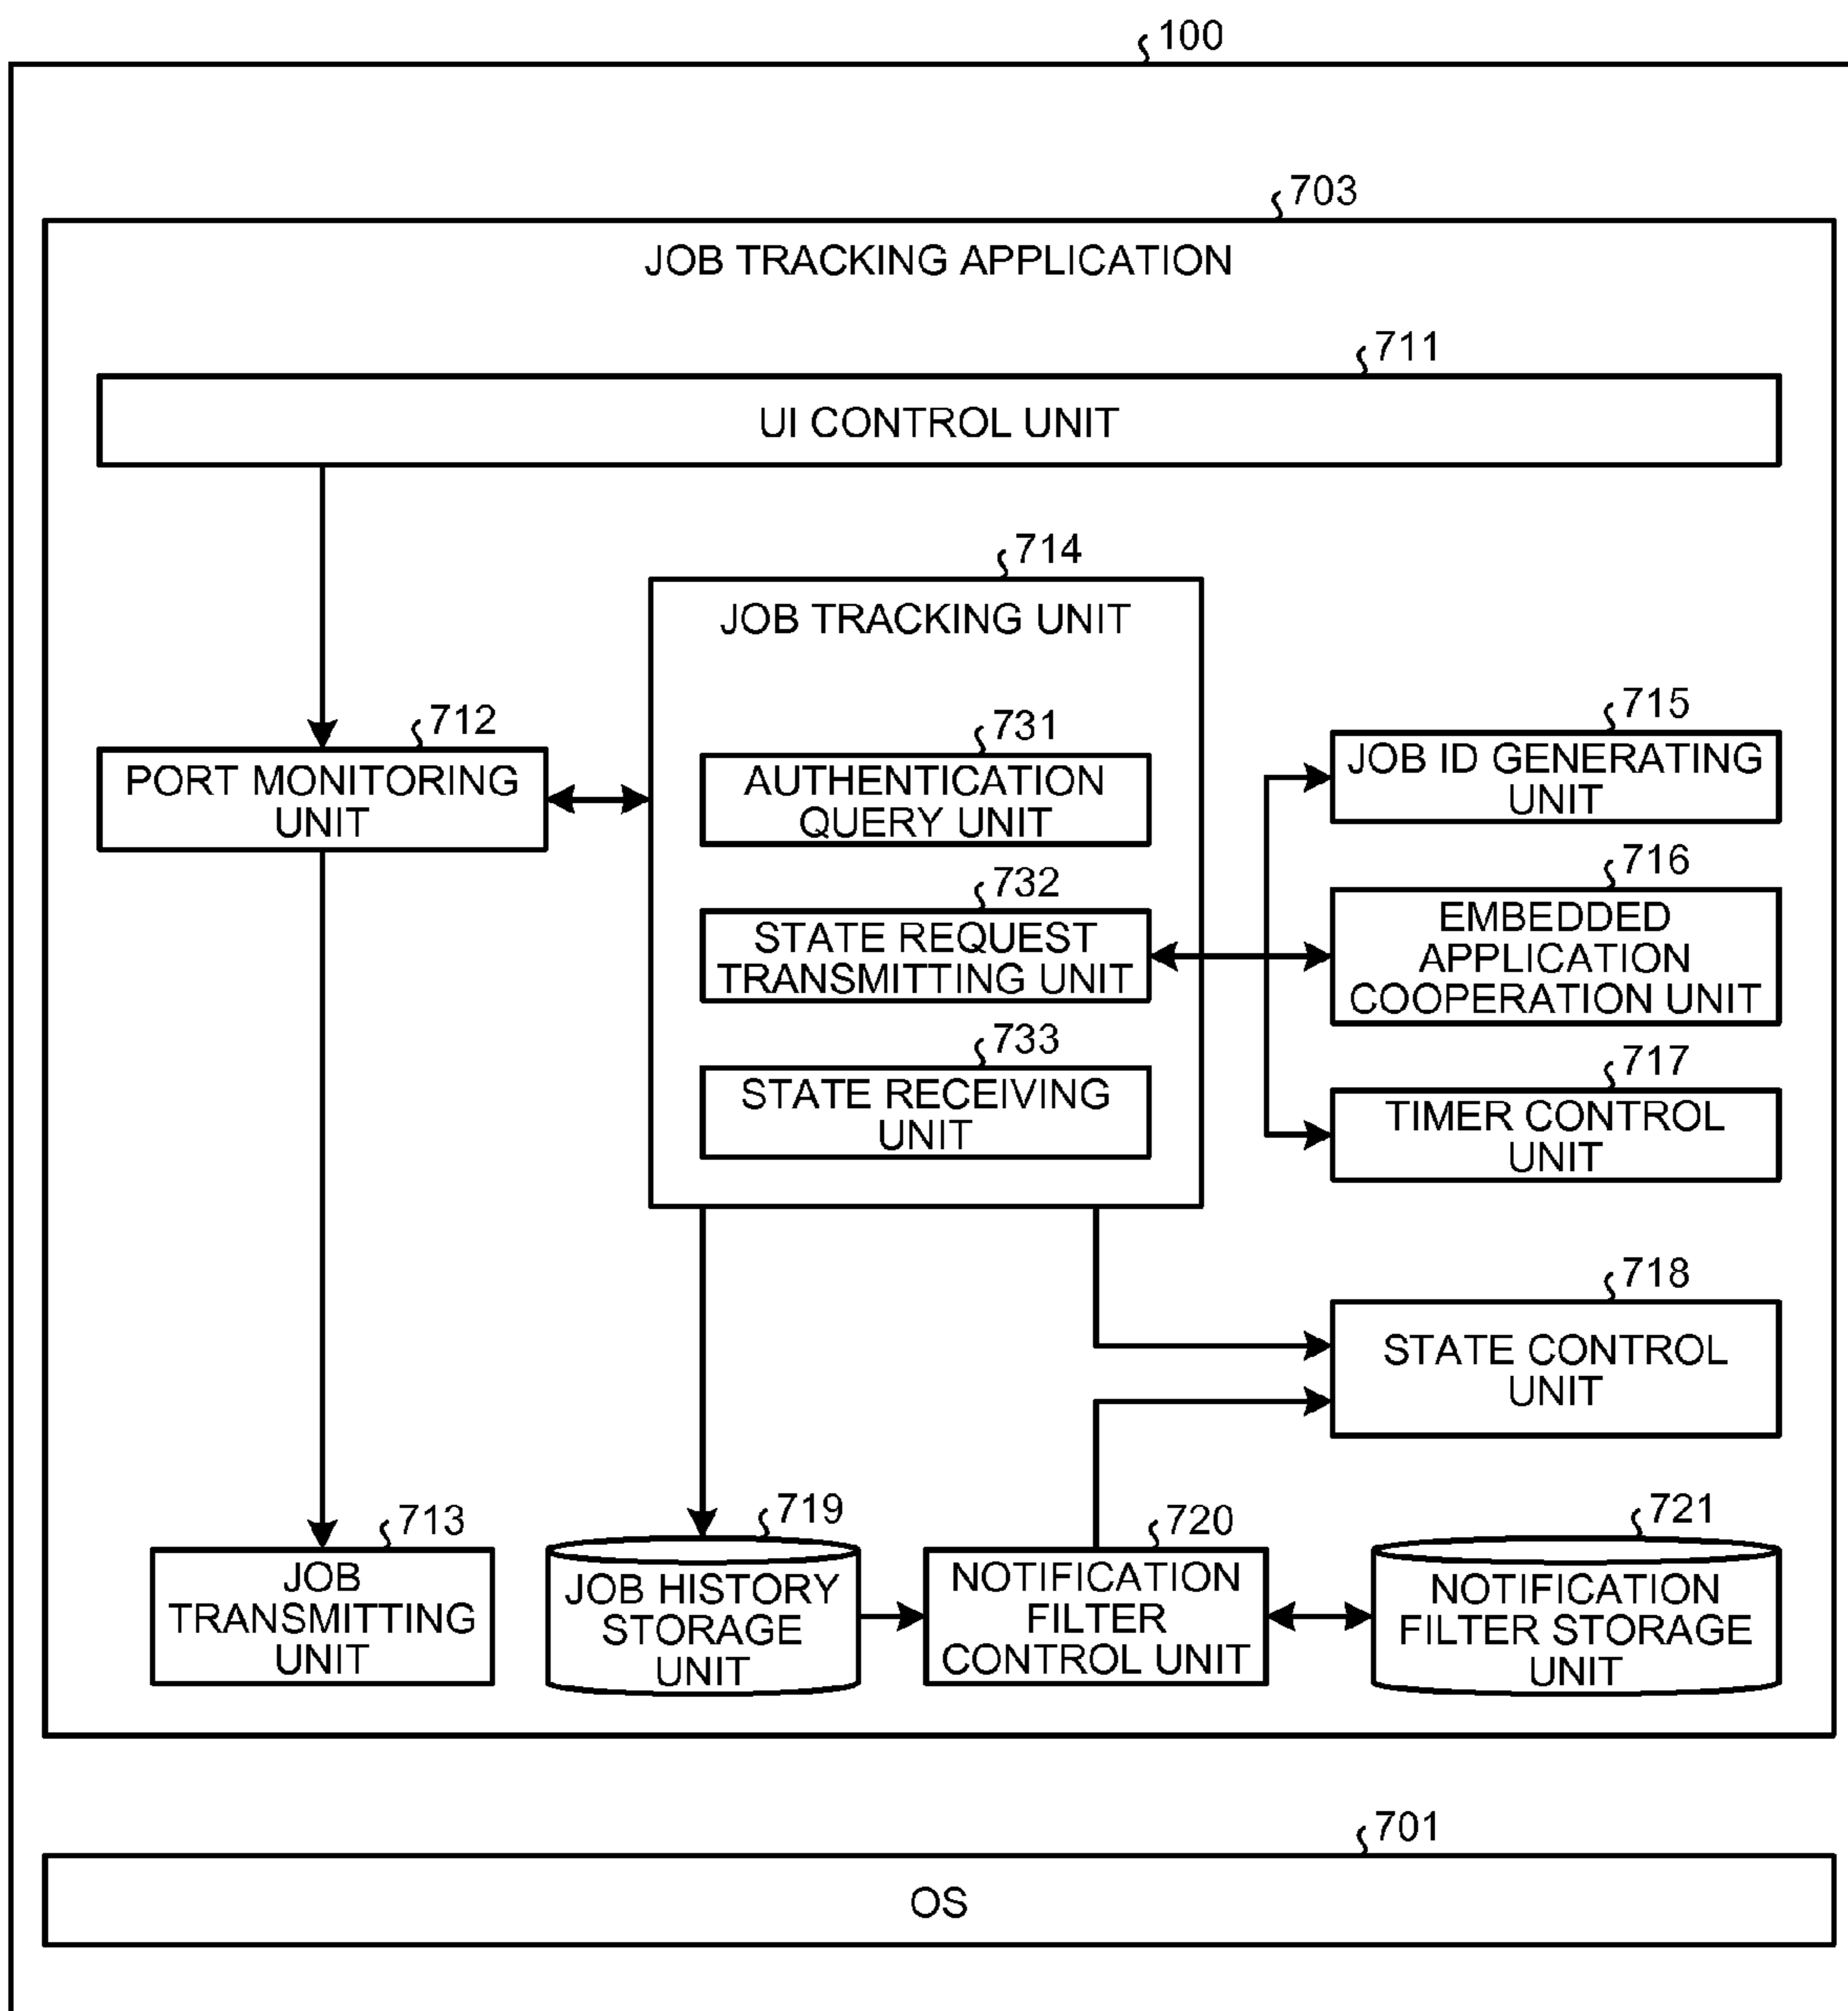 100
703
JOB TRACKING APPLICATION
711
UI CONTROL UNIT
714
JOB TRACKING UNIT
712
PORT MONITORING
UNIT
731
AUTHENTICATION
QUERY UNIT
732
STATE REQUEST
TRANSMITTING UNIT
733
STATE RECEIVING
UNIT
715
JOB ID GENERATING
UNIT
716
EMBEDDED
APPLICATION
COOPERATION UNIT
717
TIMER CONTROL
UNIT
718
STATE CONTROL
UNIT
713
JOB
TRANSMITTING
UNIT
719
JOB HISTORY
STORAGE
UNIT
720
NOTIFICATION
FILTER
CONTROL UNIT
721
NOTIFICATION
FILTER STORAGE
UNIT
701
OS